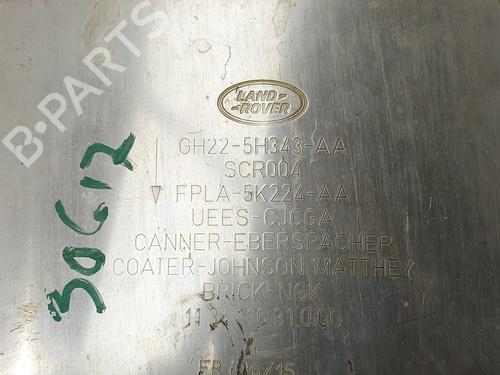 B-PARTS
LAND-
ROVER
GH22-5H343-AA
SCR004
FPLA-5K224-AA
UEES-CJCGA
CANNER-EBERSPACHER
COATER-JOHNSON MATTHEY
BRICK-NGK
30G12